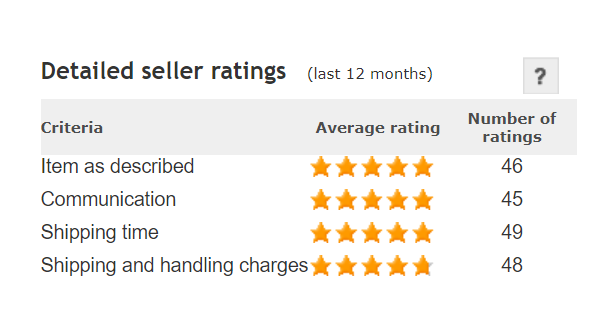 Detailed seller ratings (last 12 months) ?
Criteria Average rating Number of ratings
Item as described 46
Communication 45
Shipping time 49
Shipping and handling charges 48